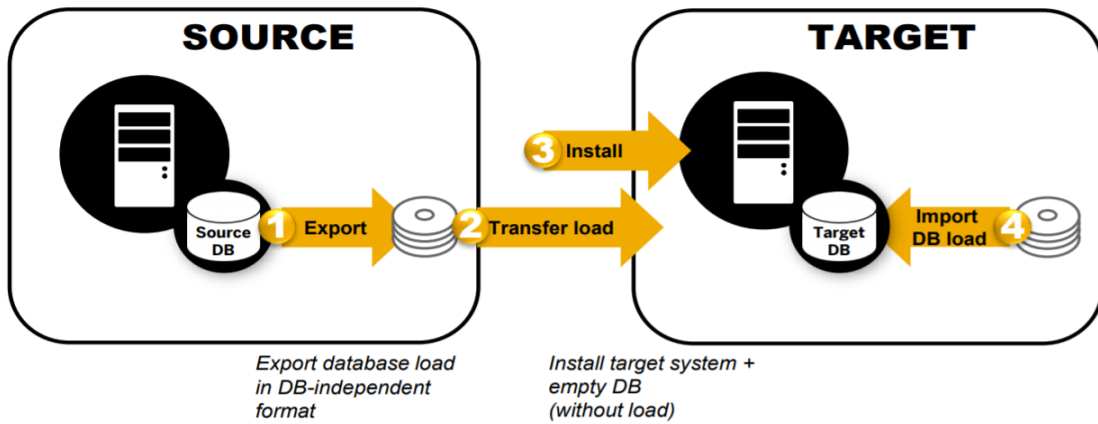 SOURCE
TARGET
3 Install
Source
DB
1 Export
2 Transfer load
Target
DB
Import
DB load
4
Export database load
in DB-independent
format
Install target system +
empty DB
(without load)